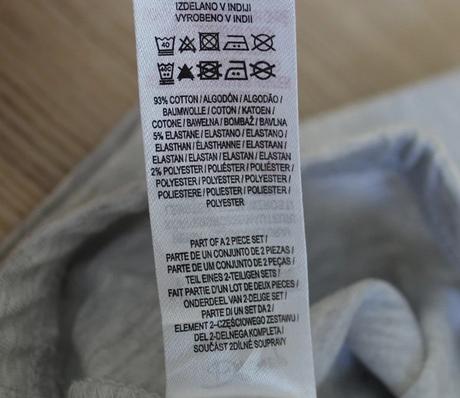 IZDELANO V INDIJI
VYROBENO V INDII
40
40C
93% COTTON / ALGODÓN / ALGODÃO /
BAUMWOLLE / COTON / KATOEN /
COTONE / BAWEŁNA / BOMBAŽ / BAVLNA
5% ELASTANE / ELASTANO / ELASTANO /
ELASTHAN / ÉLASTHANNE / ELASTAAN /
ELASTAN / ELASTAN / ELASTAN / ELASTAN
2% POLYESTER / POLIÉSTER / POLIÉSTER /
POLYESTER / POLYESTER / POLYESTER /
POLIESTERE / POLIESTER / POLIESTER /
POLYESTER
PART OF A 2 PIECE SET /
PARTE DE UN CONJUNTO DE 2 PIEZAS /
PARTE DE UM CONJUNTO DE 2 PEÇAS /
TEIL EINES 2-TEILIGEN SETS /
FAIT PARTIE D'UN LOT DE DEUX PIECES /
ONDERDEEL VAN 2-DELIGE SET /
PARTE DI UN SET DA 2 /
ELEMENT 2-CZĘŚCIOWEGO ZESTAWU /
DEL 2-DELNEGA KOMPLETA /
SOUČÁST 2DÍLNÉ SOUPRAVY